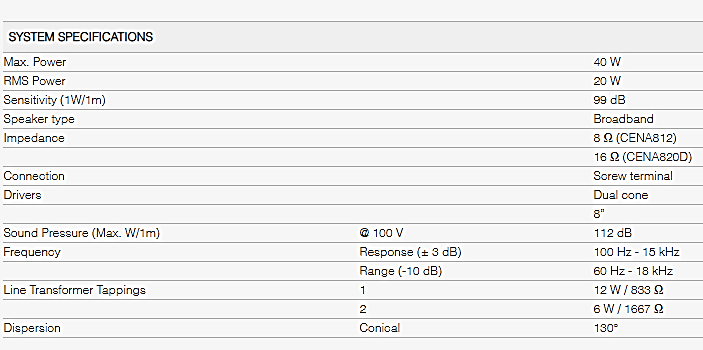 SYSTEM SPECIFICATIONS
Max. Power 40 W
RMS Power 20 W
Sensitivity (1W/1m) 99 dB
Speaker type Broadband
Impedance 8 Ω (CENA812)
16 Ω (CENA820D)
Connection Screw terminal
Drivers Dual cone
8"
Sound Pressure (Max. W/1m) @ 100 V 112 dB
Frequency Response (± 3 dB) 100 Hz - 15 kHz
Range (-10 dB) 60 Hz - 18 kHz
Line Transformer Tappings 1 12 W / 833 Ω
2 6 W / 1667 Ω
Dispersion Conical 130°